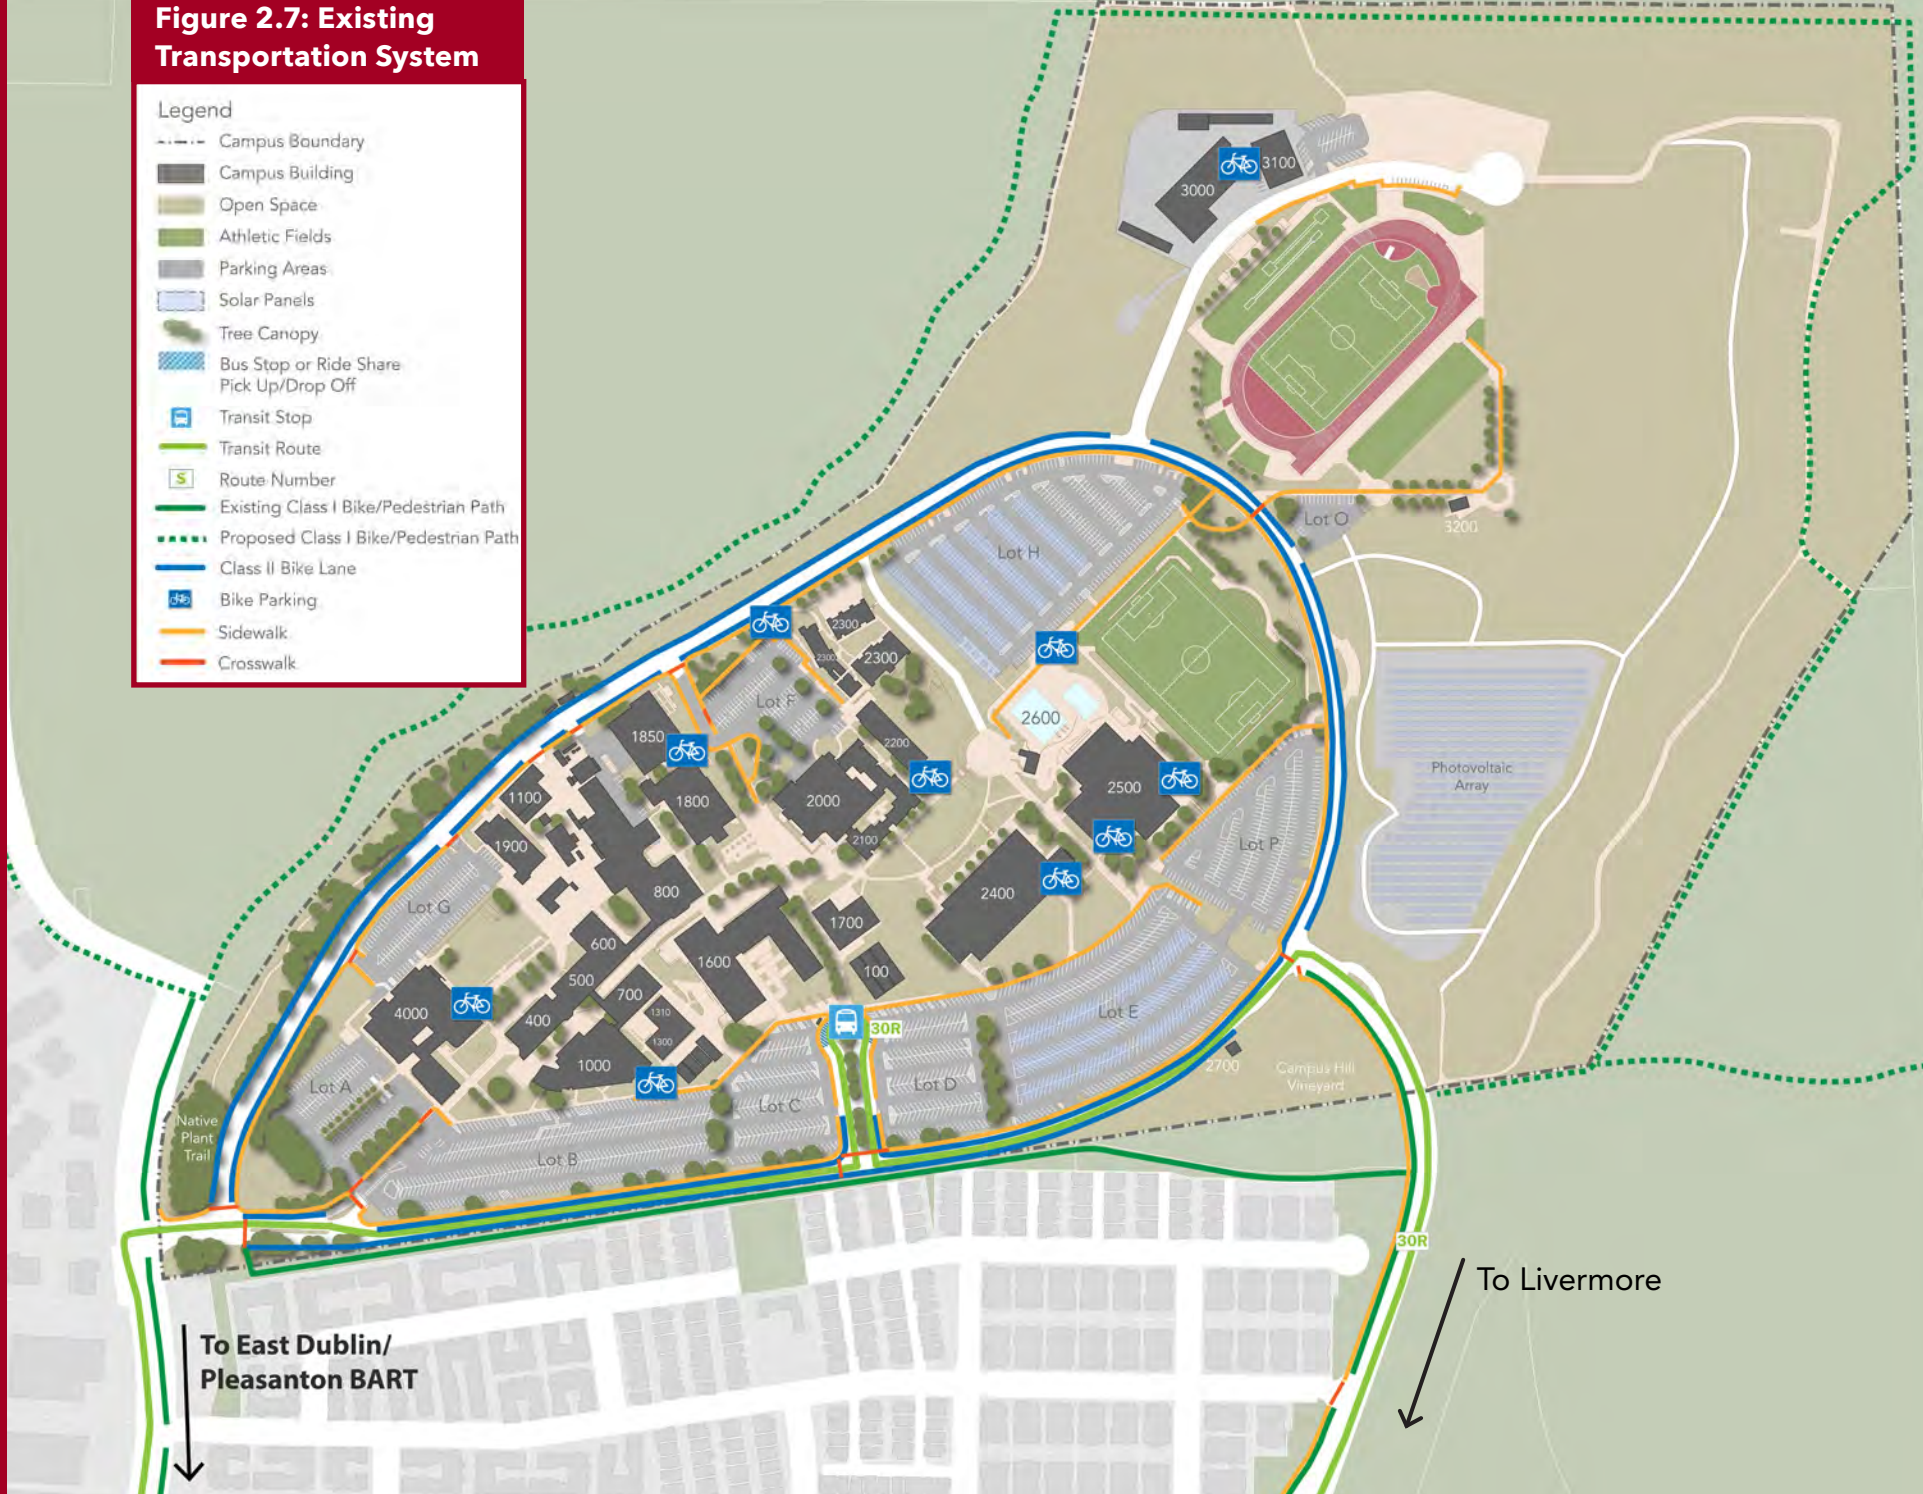 Figure 2.7: Existing
Transportation System
Legend
Campus Boundary
Campus Building
Open Space
Athletic Fields
Parking Areas
Solar Panels
Tree Canopy
Bus Stop or Ride Share
Pick Up/Drop Off
Transit Stop
Transit Route
S
Route Number
Existing Class I Bike/Pedestrian Path
Proposed Class I Bike/Pedestrian Path
Class II Bike Lane
Bike Parking
Sidewalk
Crosswalk
3100
3000
Lot O
3200
Lot H
2300
2300
2300
Lot F
2600
1850
2200
Photovoltaic
Array
2500
1100
1800
2000
2100
Lot P
1900
800
2400
Lot G
1700
600
1600
100
500
700
4000
400
1310
Lot E
30R
1300
1000
2700
Campus Hill
Vineyard
Lot A
Lot D
Lot C
Native
Plant
Trail
Lot B
30R
To Livermore
To East Dublin/
Pleasanton BART